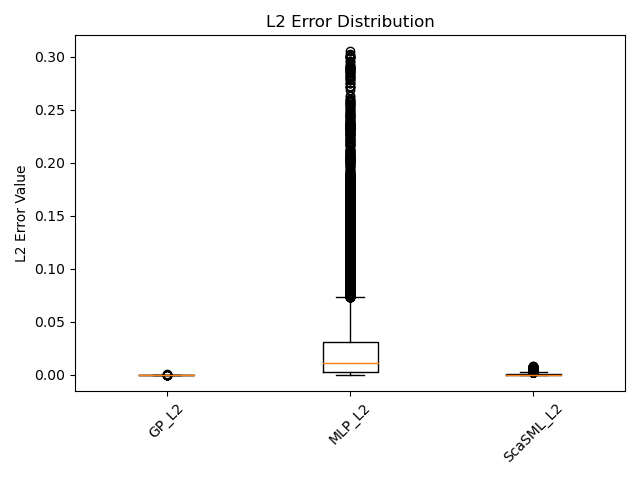 L2 Error Distribution
L2 Error Value
0.30
0.25
0.20
0.15
0.10
0.05
0.00
GP_L2
MLP_L2
ScaSML_L2